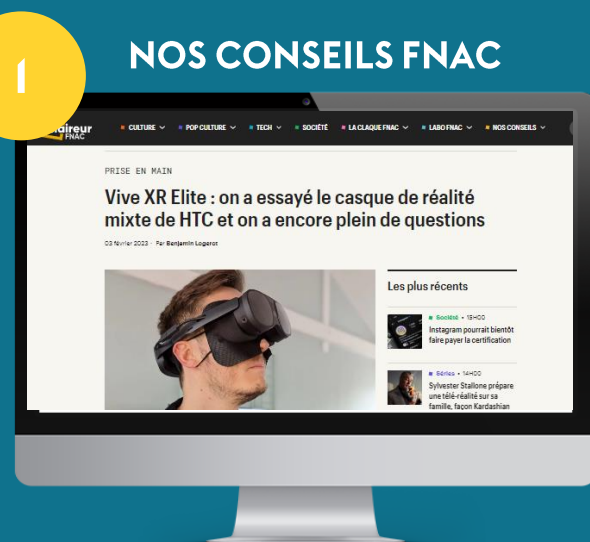 1
NOS CONSEILS FNAC
FNAC
CULTURE
POP CULTURE
TECH
SOCIÉTÉ
LA CLAQUE FNAC
LABO FNAC
NOS CONSEILS
PRISE EN MAIN
Vive XR Elite : on a essayé le casque de réalité
mixte de HTC et on a encore plein de questions
03 février 2023 · Par Benjamin Logerot
Les plus récents
Société • 15H00
Instagram pourrait bientôt
faire payer la certification
Séries • 14H00
Sylvester Stallone prépare
une télé-réalité sur sa
famille, façon Kardashian